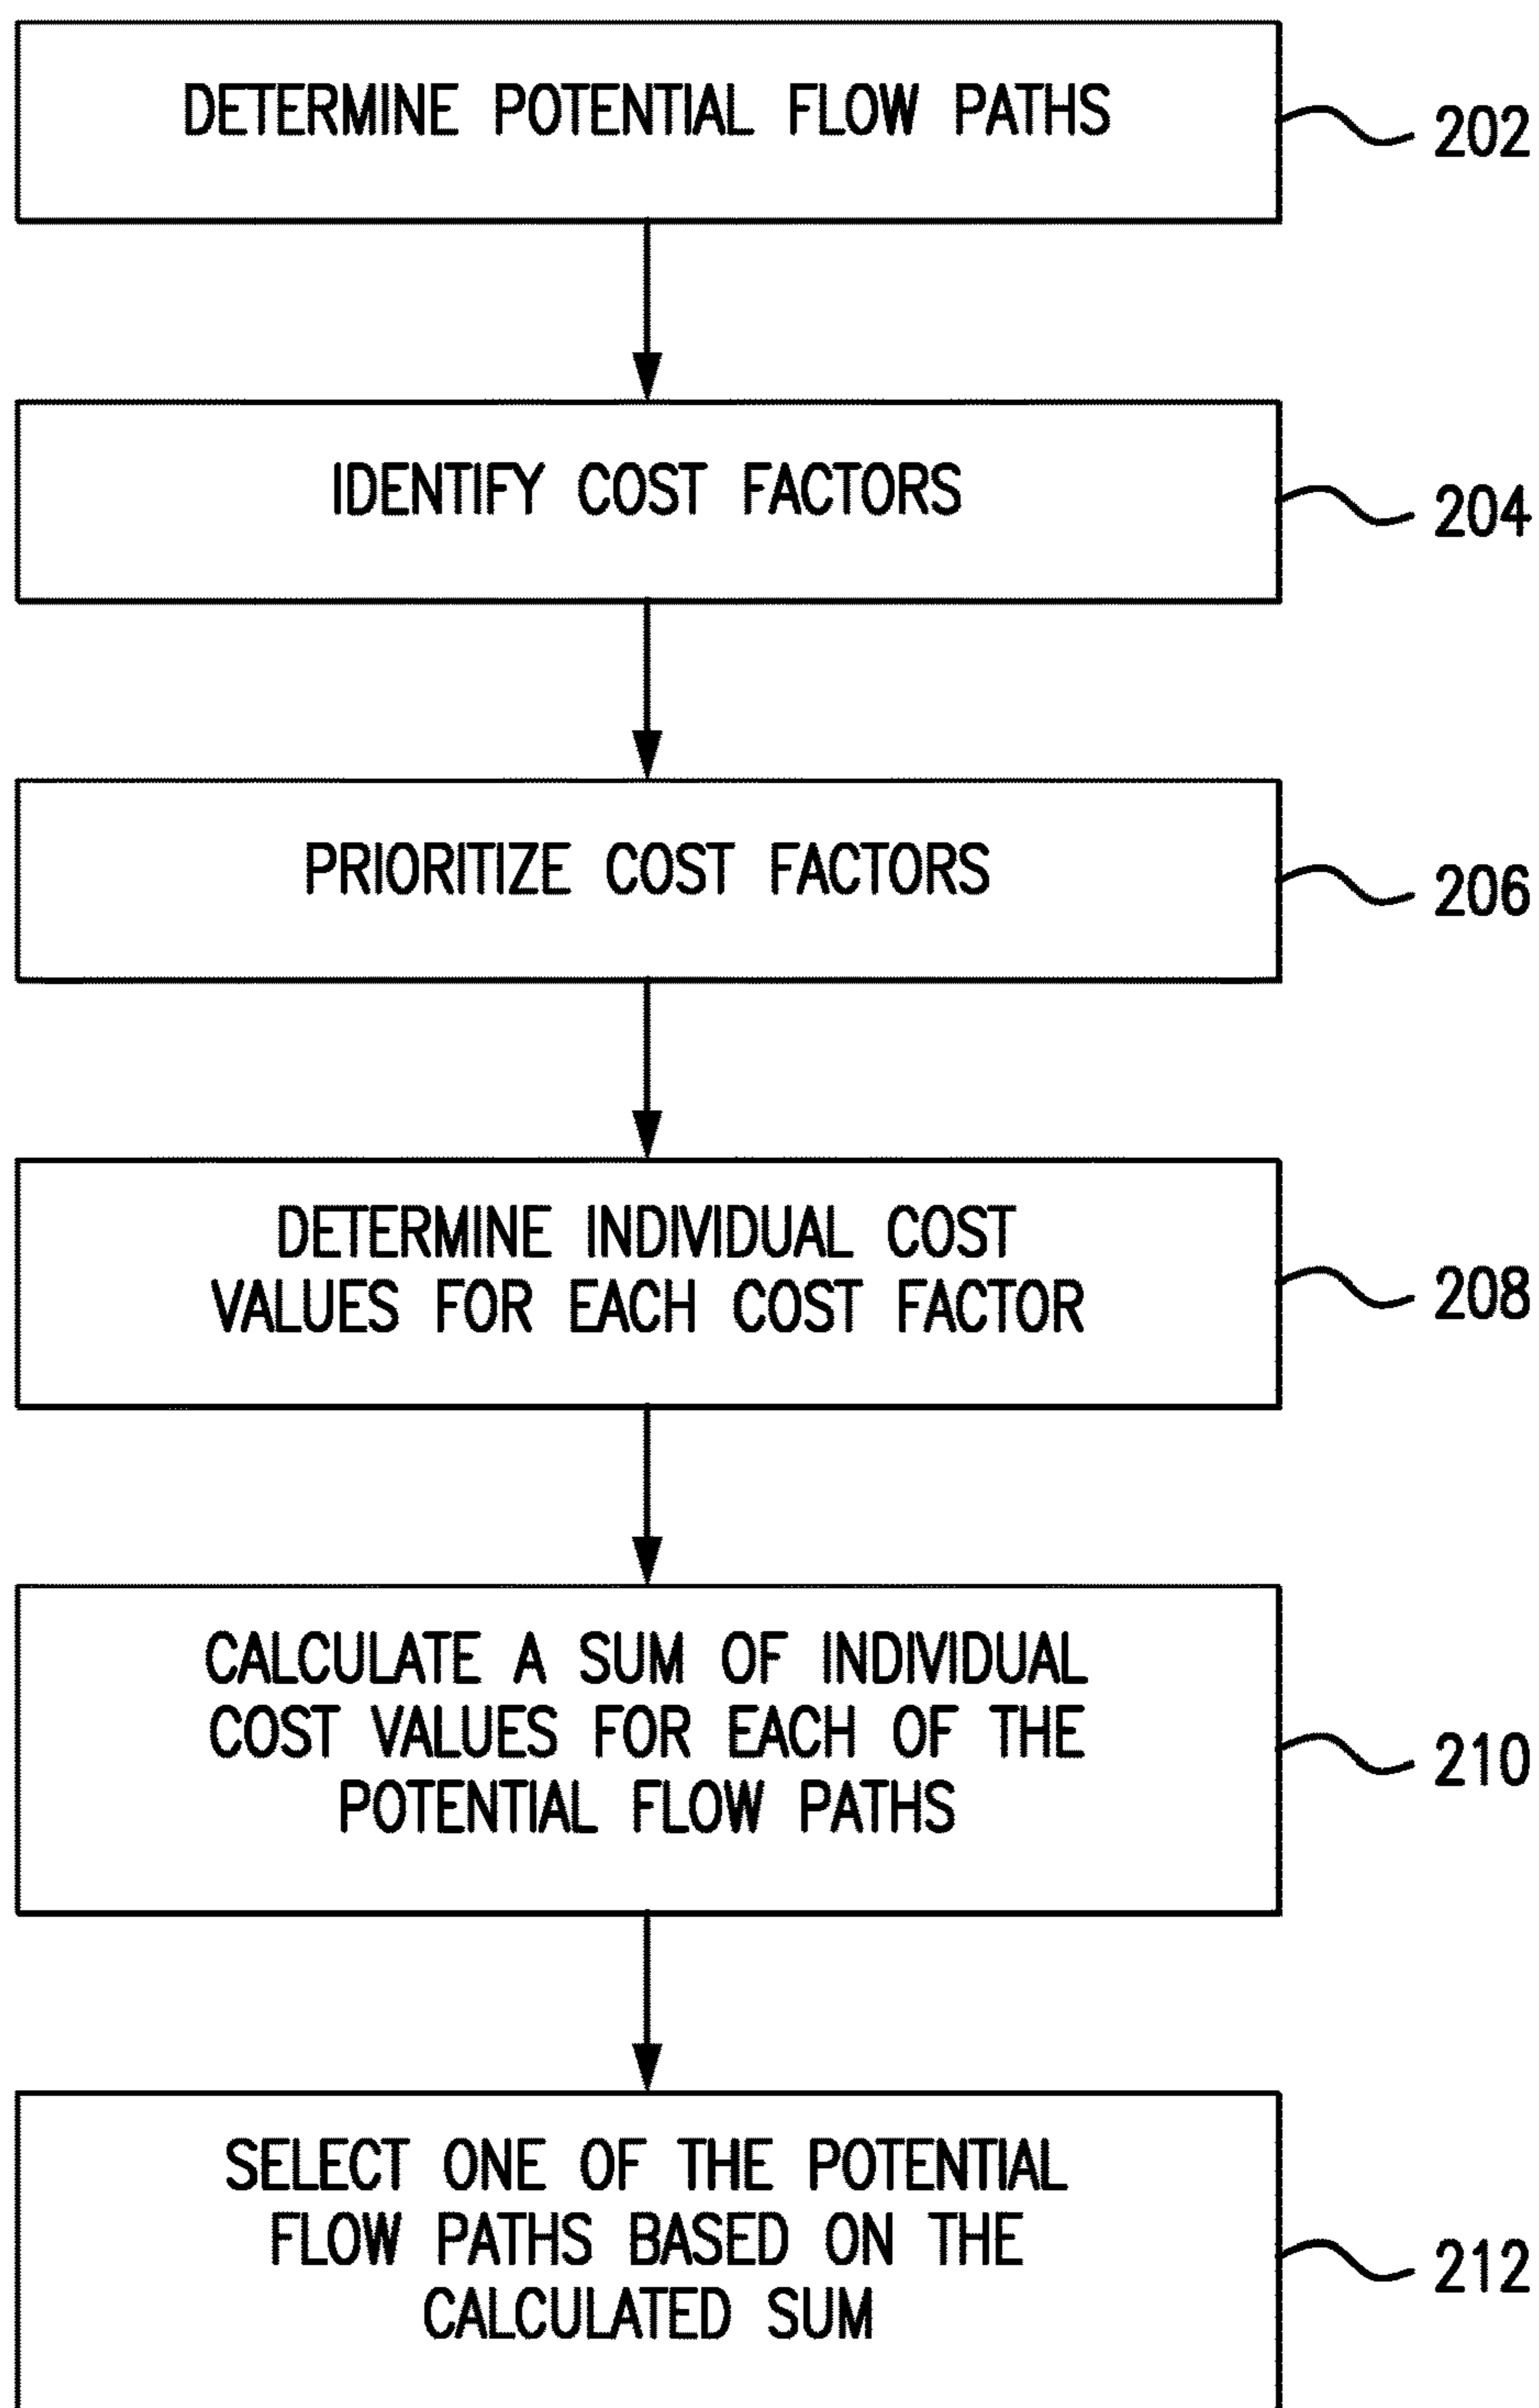 DETERMINE POTENTIAL FLOW PATHS
202
IDENTIFY COST FACTORS
204
PRIORITIZE COST FACTORS
206
DETERMINE INDIVIDUAL COST
VALUES FOR EACH COST FACTOR
208
CALCULATE A SUM OF INDIVIDUAL
COST VALUES FOR EACH OF THE
POTENTIAL FLOW PATHS
210
SELECT ONE OF THE POTENTIAL
FLOW PATHS BASED ON THE
CALCULATED SUM
212